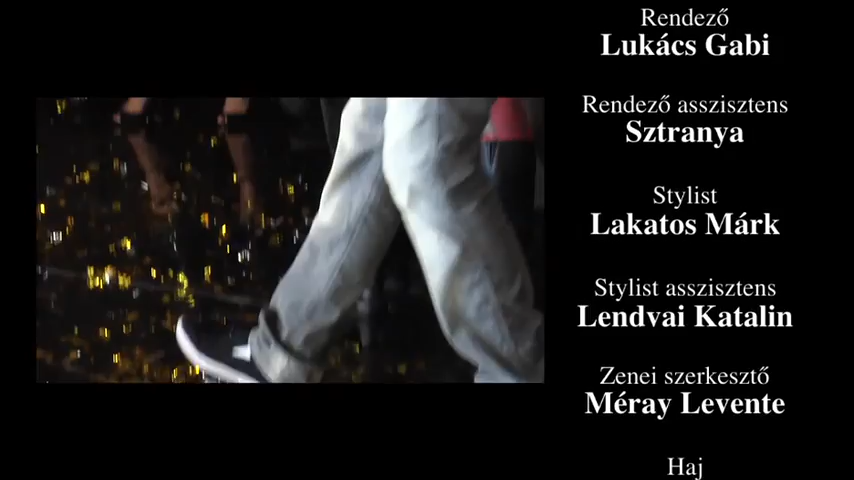 Rendező
Lukács Gabi
Rendező asszisztens
Sztranya
Stylist
Lakatos Márk
Stylist asszisztens
Lendvai Katalin
Zenei szerkesztő
Méray Levente
Haj